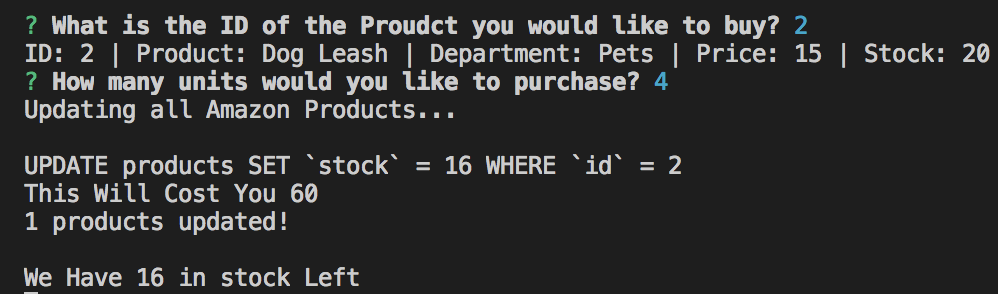 ? What is the ID of the Proudct you would like to buy? 2
ID: 2 | Product: Dog Leash | Department: Pets | Price: 15 | Stock: 20
? How many units would you like to purchase? 4
Updating all Amazon Products...
UPDATE products SET `stock` = 16 WHERE `id` = 2
This Will Cost You 60
1 products updated!
We Have 16 in stock Left